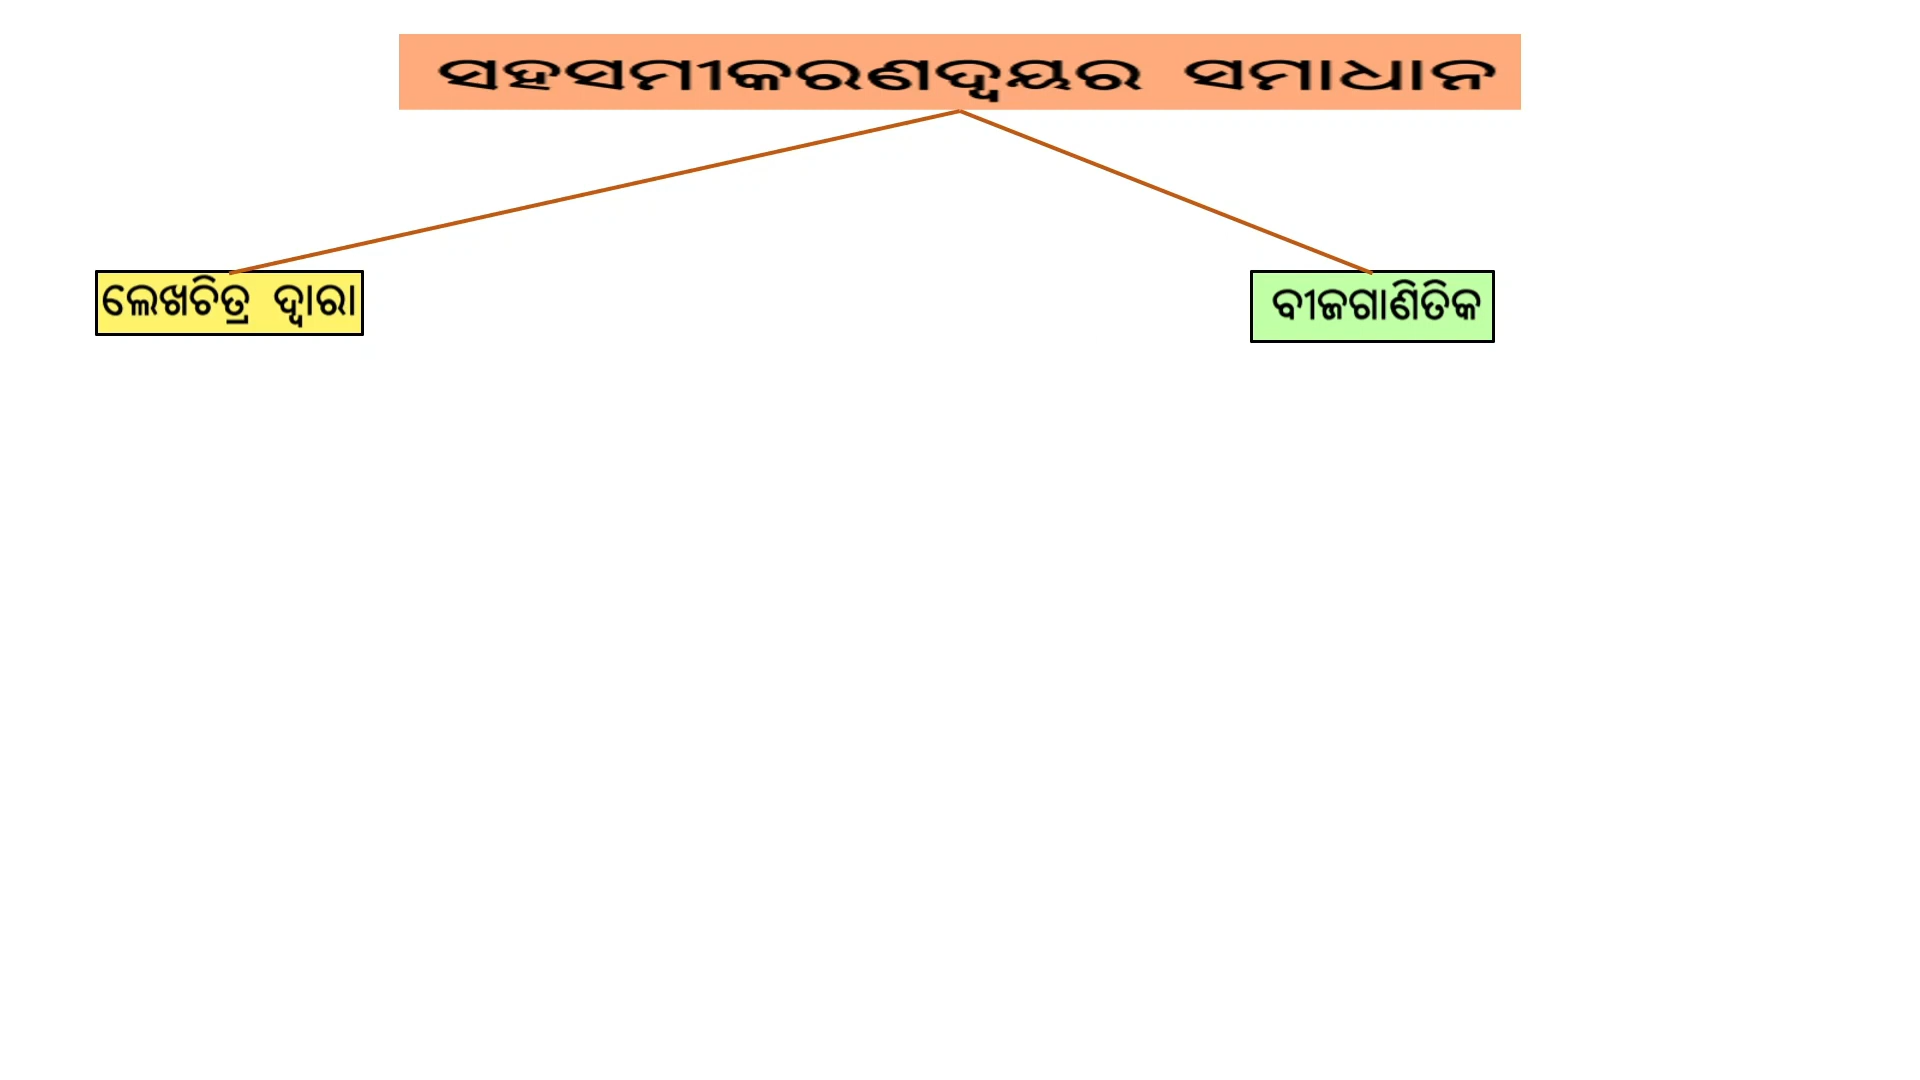 ସହସମୀକରଣଦ୍ୱୟର ସମାଧାନ
ଲେଖଚିତ୍ର ଦ୍ୱାରା
ବୀଜଗାଣିତିକ